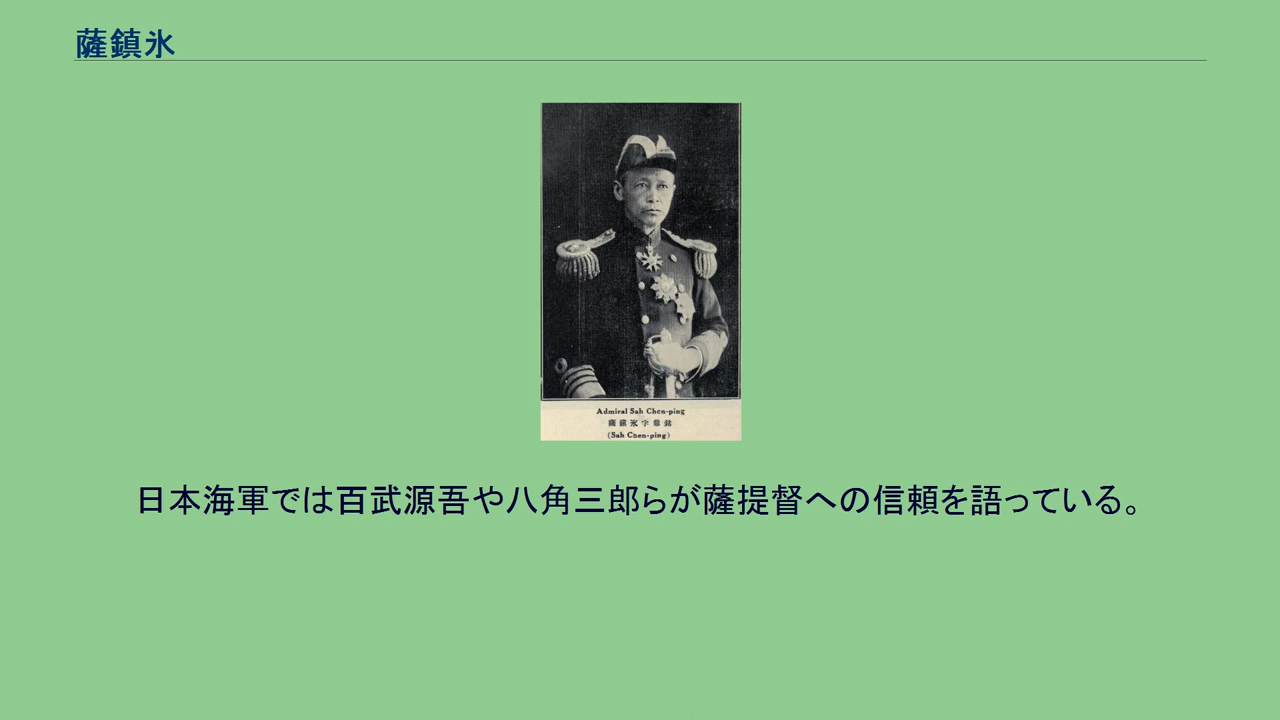 薩鎮氷
Admiral Sah Chen-ping
薩鎮氷字鼎銘
(Sah Chen-ping)
日本海軍では百武源吾や八角三郎らが薩提督への信頼を語っている。